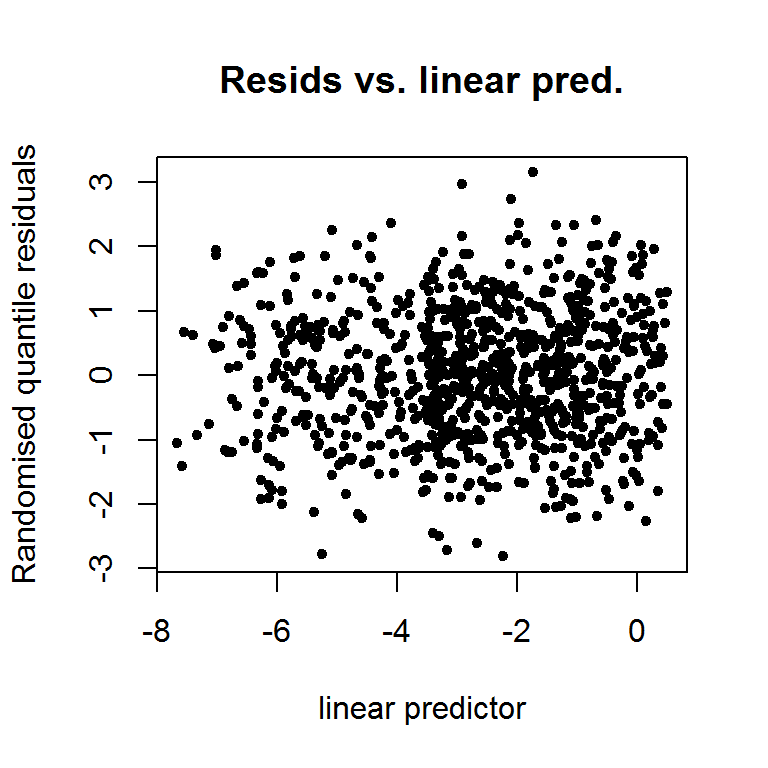 Resids vs. linear pred.
Randomised quantile residuals
3
2
1
0
-1
-2
-3
-8 -6 -4 -2 0
linear predictor